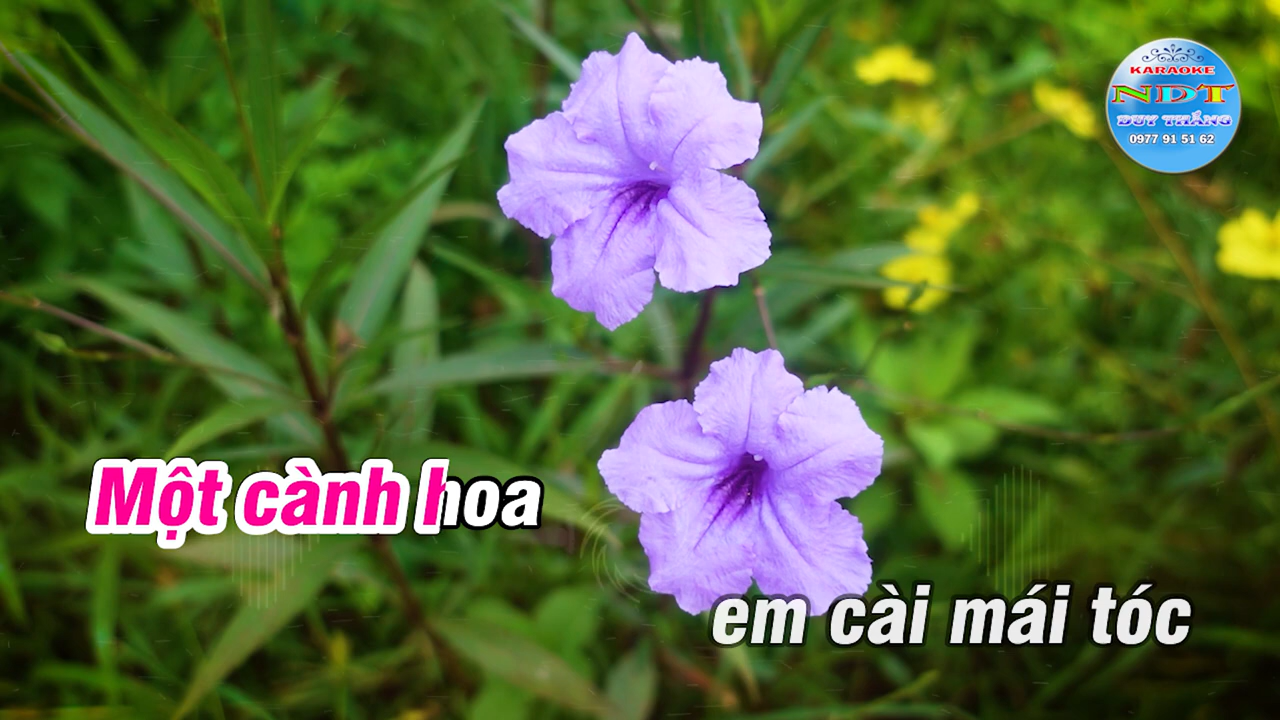 KARAOKE
NDT
DUY THẮNG
0977 91 51 62
Một cành hoa
em cài mái tóc